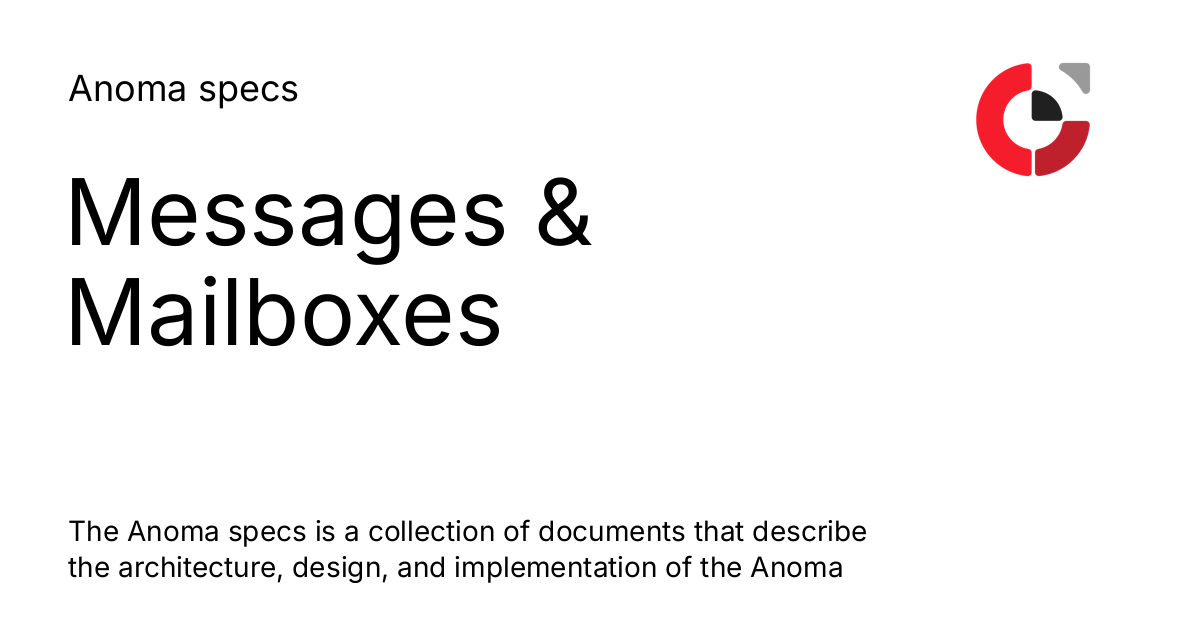 Anoma specs
Messages &
Mailboxes
The Anoma specs is a collection of documents that describe
the architecture, design, and implementation of the Anoma